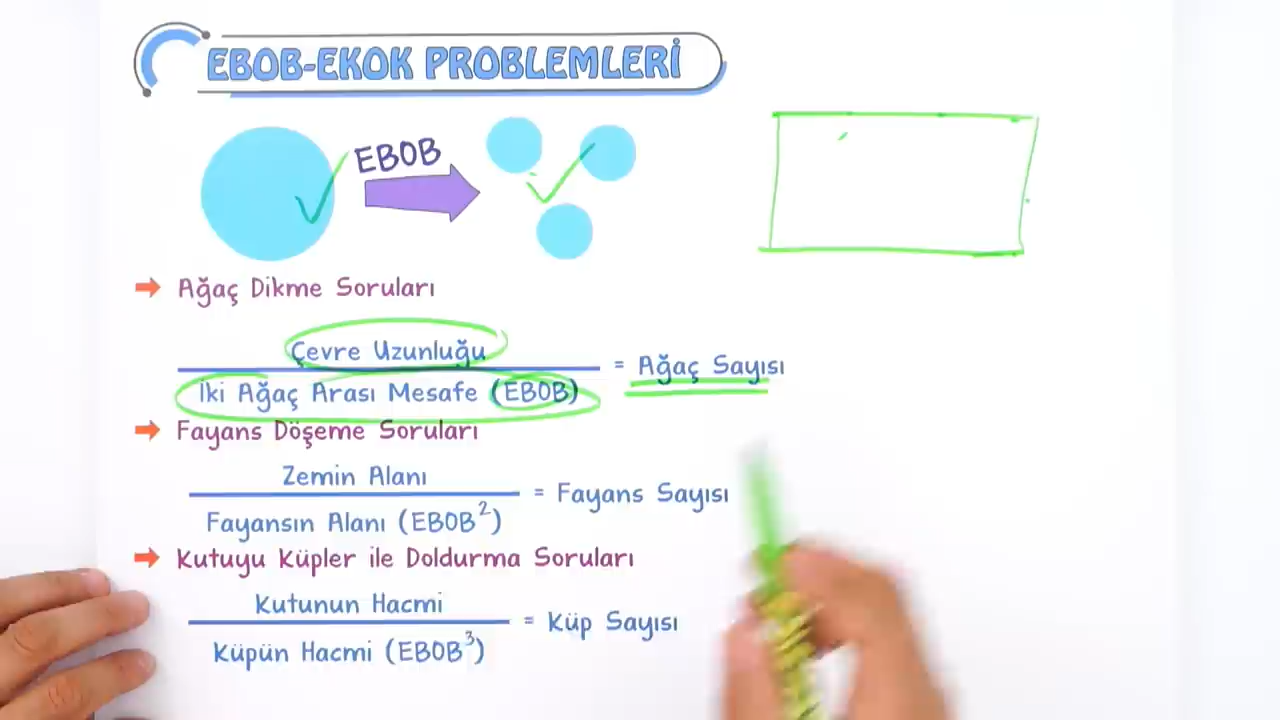 EBOB-EKOK PROBLEMLERİ
EBOB
Ağaç Dikme Soruları
Çevre Uzunluğu
İki Ağaç Arası Mesafe (EBOB)
= Ağaç Sayısı
Fayans Döşeme Soruları
Zemin Alanı
Fayansın Alanı (EBOB²)
= Fayans Sayısı
Kutuyu Küpler ile Doldurma Soruları
Kutunun Hacmi
Küpün Hacmi (EBOB³)
= Küp Sayısı